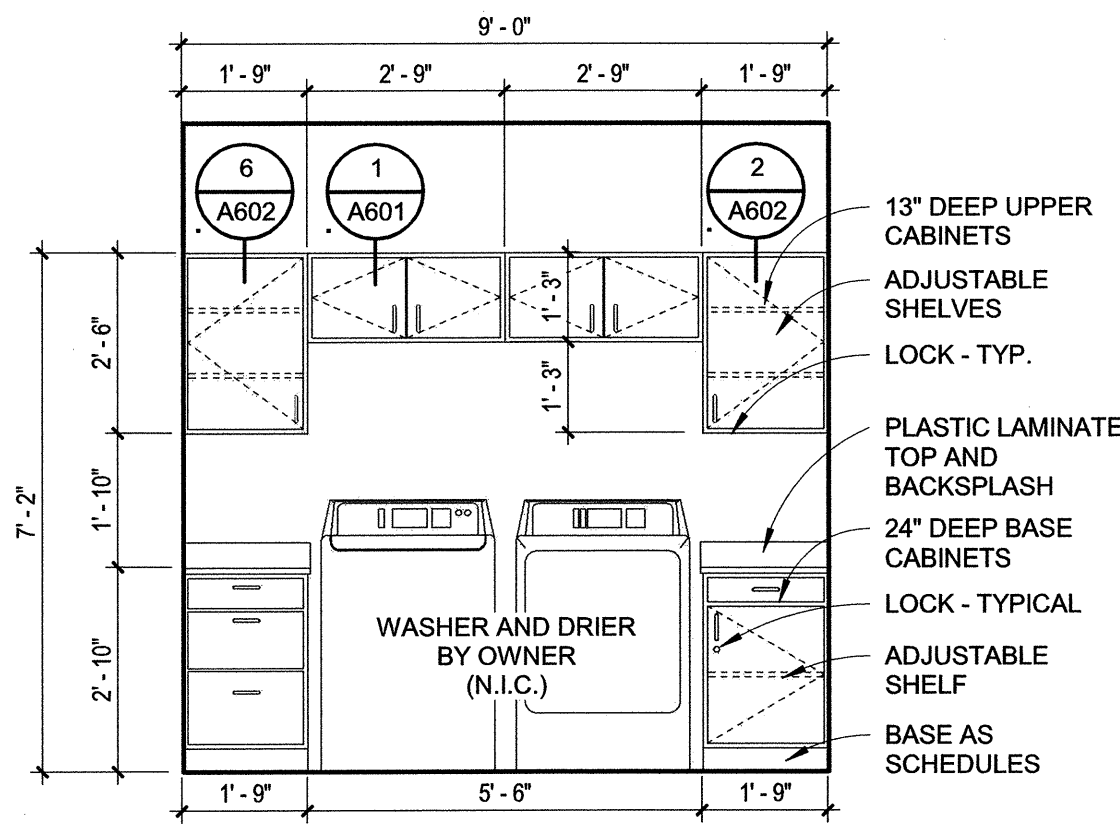 9' - 0"
1' - 9"
2' - 9"
2' - 9"
1' - 9"
6
A602
1
A601
2
A602
13" DEEP UPPER
CABINETS
ADJUSTABLE
SHELVES
LOCK - TYP.
PLASTIC LAMINATE
TOP AND
BACKSPLASH
24" DEEP BASE
CABINETS
LOCK - TYPICAL
ADJUSTABLE
SHELF
BASE AS
SCHEDULES
7' - 2"
2' - 6"
1' - 10"
2' - 10"
1' - 3"
1' - 3"
WASHER AND DRIER
BY OWNER
(N.I.C.)
1' - 9"
5' - 6"
1' - 9"